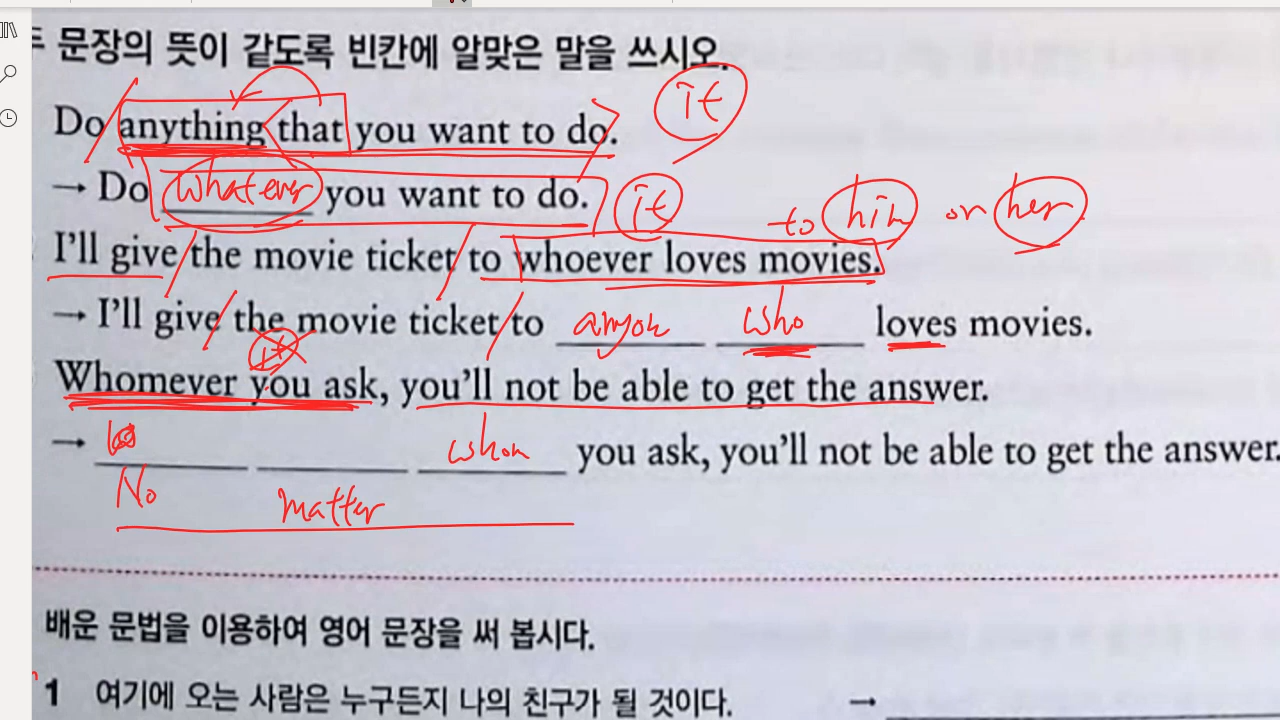 두 문장의 뜻이 같도록 빈칸에 알맞은 말을 쓰시오.
it
Do anything that you want to do.
→ Do whatever you want to do. it
to him or her
I'll give the movie ticket to whoever loves movies.
→ I'll give the movie ticket to anyone who loves movies.
it
Whomever you ask, you'll not be able to get the answer.
→ whom you ask, you'll not be able to get the answer.
No matter
배운 문법을 이용하여 영어 문장을 써 봅시다.
1 여기에 오는 사람은 누구든지 나의 친구가 될 것이다. →